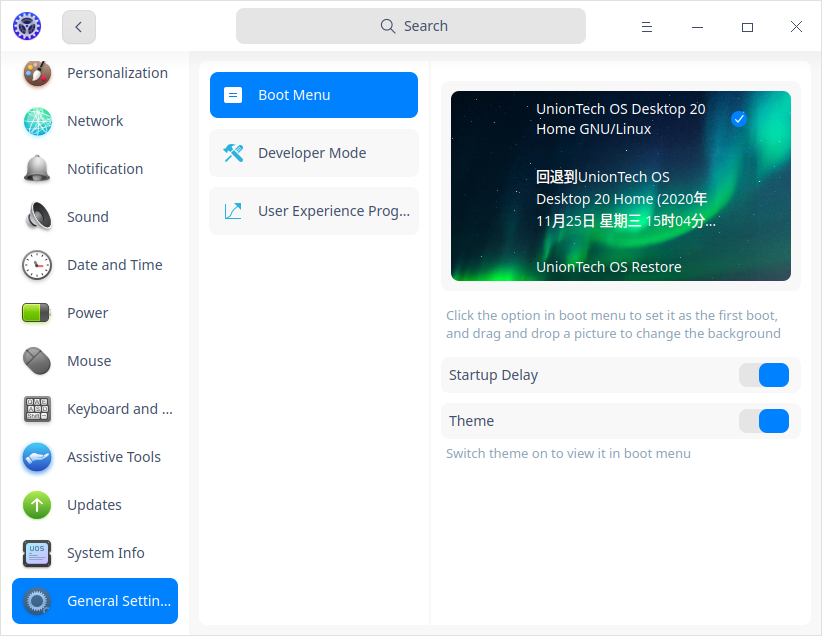 Search
Personalization
Network
Notification
Sound
Date and Time
Power
Mouse
Keyboard and ...
Assistive Tools
Updates
UOS
System Info
General Settin...
Boot Menu
Developer Mode
User Experience Prog...
UnionTech OS Desktop 20
Home GNU/Linux
回退到UnionTech OS
Desktop 20 Home (2020年
11月25日 星期三 15时04分...
UnionTech OS Restore
Click the option in boot menu to set it as the first boot,
and drag and drop a picture to change the background
Startup Delay
Theme
Switch theme on to view it in boot menu